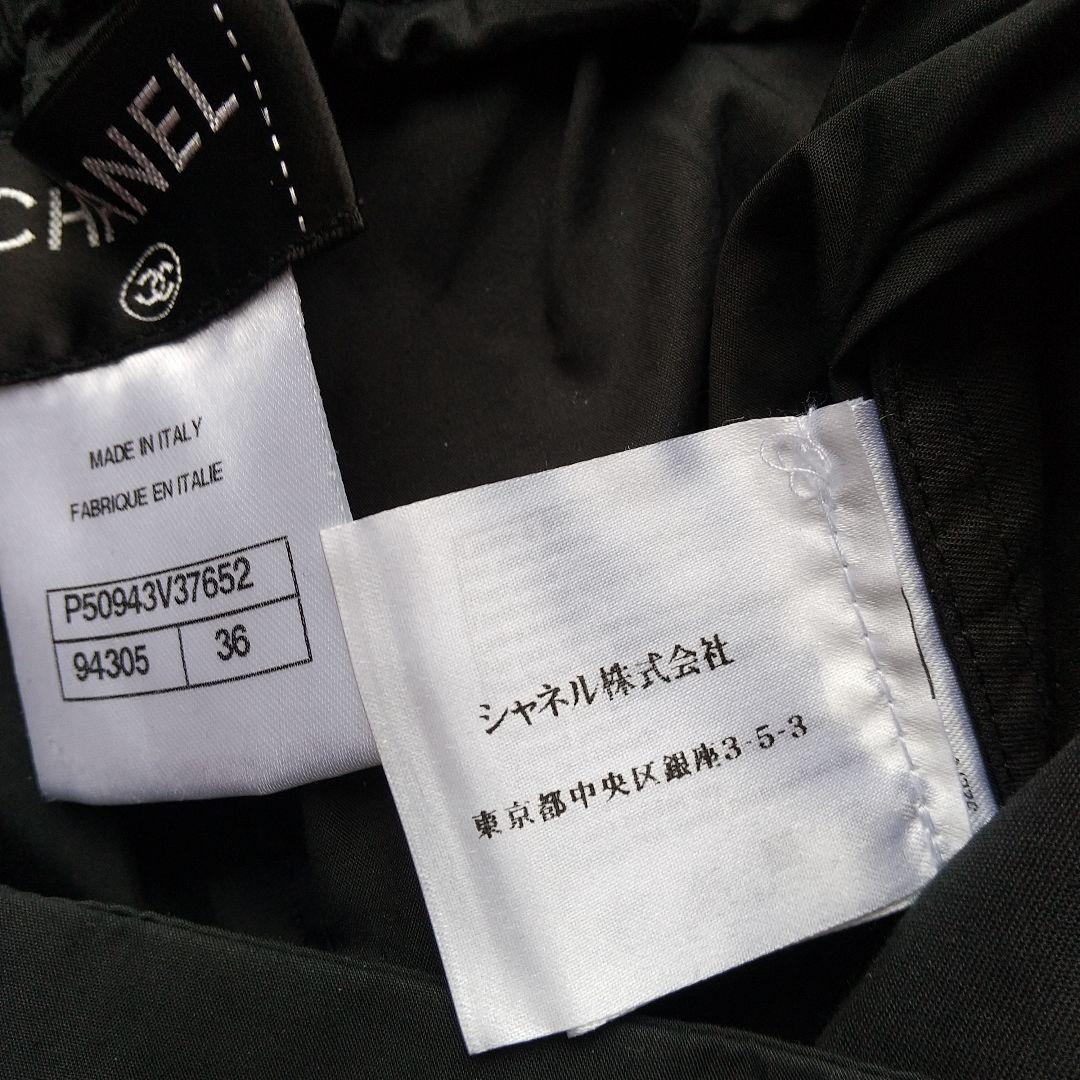 CHANEL
MADE IN ITALY
FABRIQUE EN ITALIE
P50943V37652
94305 36
シャネル株式会社
東京都中央区銀座3-5-3